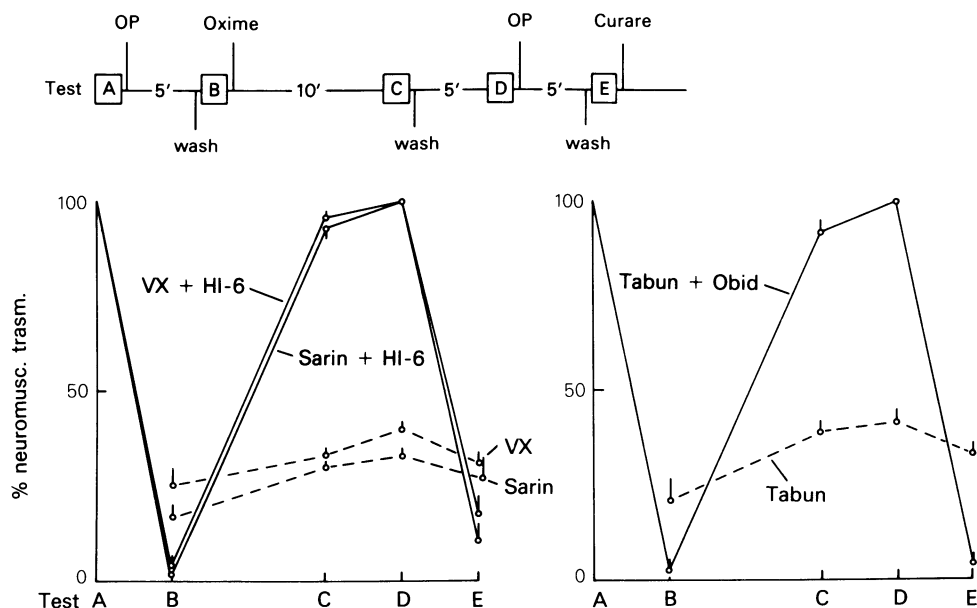 OP Oxime OP Curare
Test A 5′ B 10′ C 5′ D 5′ E
wash wash wash
% neuromusc. trasm.
100
50
0
VX + HI-6
Sarin + HI-6
VX
Sarin
Test A B C D E
100
50
0
Tabun + Obid
Tabun
A B C D E